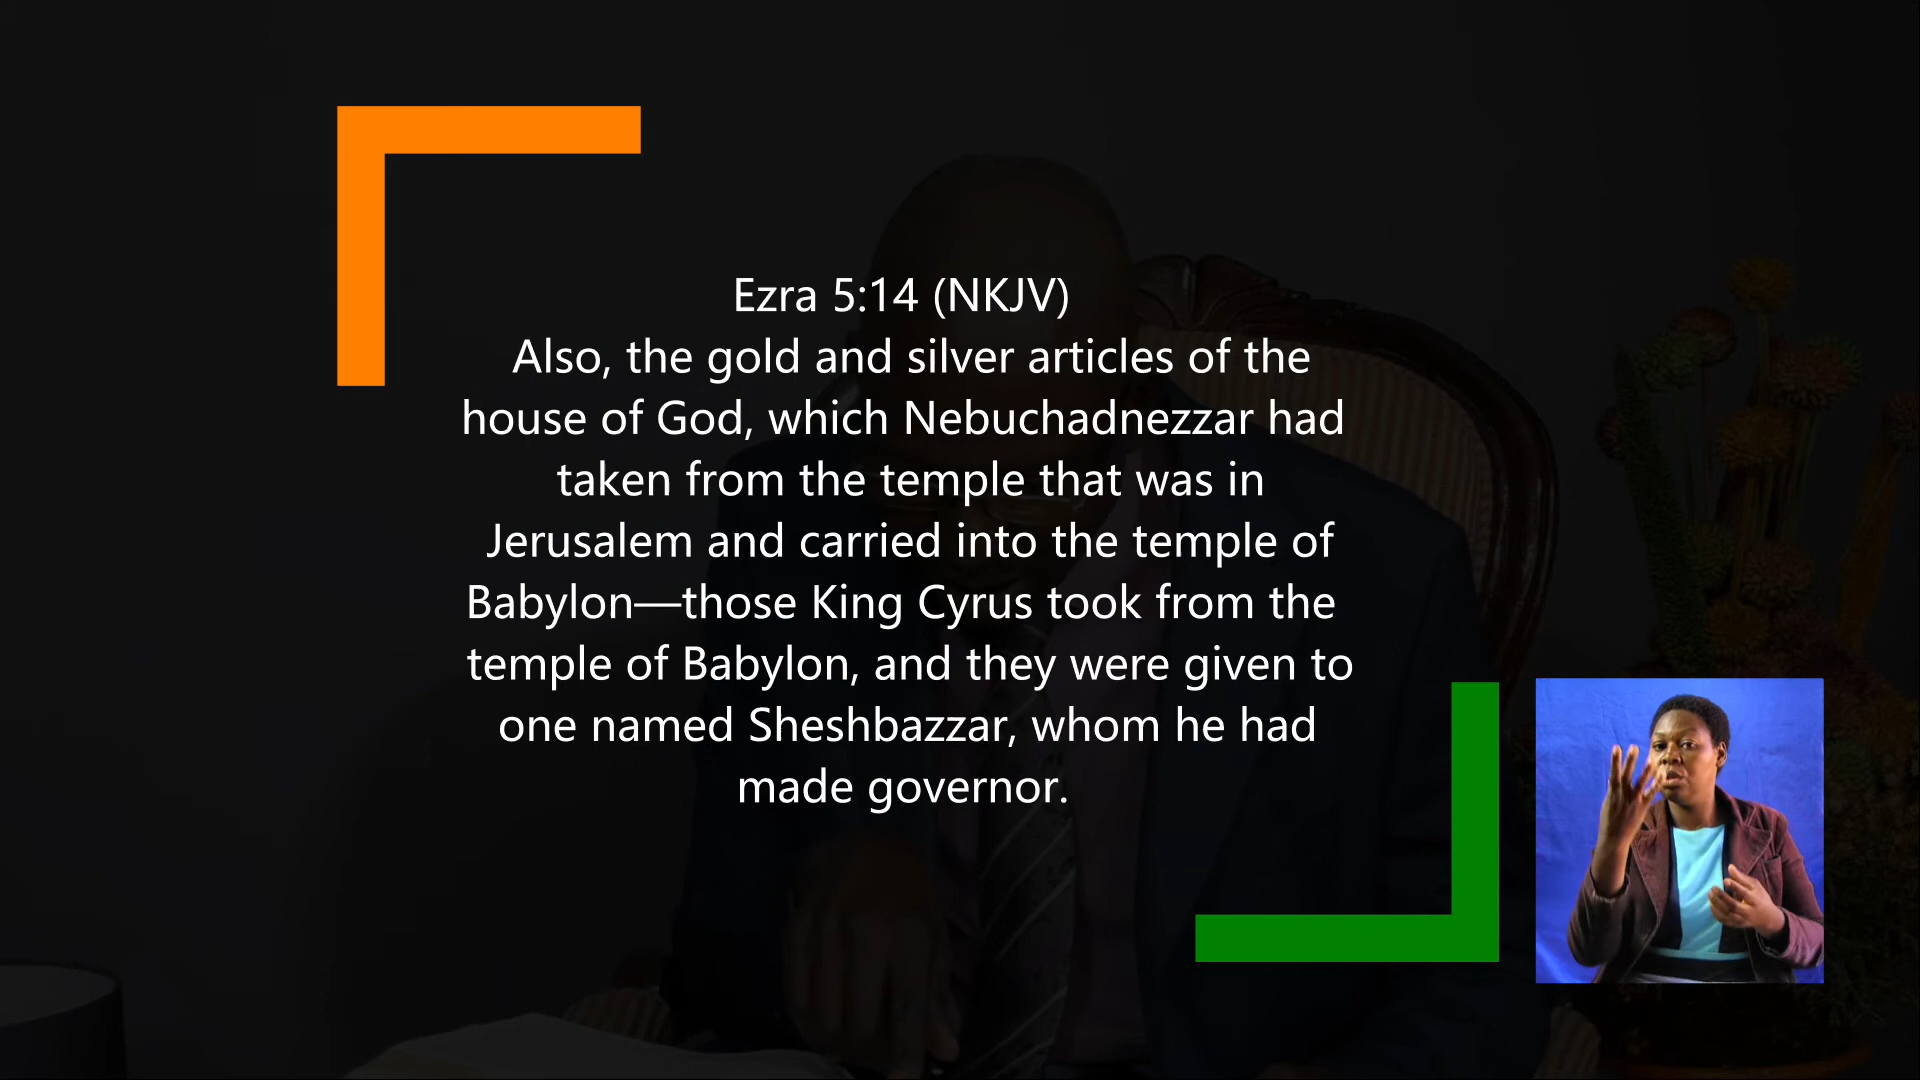 Ezra 5:14 (NKJV)
Also, the gold and silver articles of the
house of God, which Nebuchadnezzar had
taken from the temple that was in
Jerusalem and carried into the temple of
Babylon—those King Cyrus took from the
temple of Babylon, and they were given to
one named Sheshbazzar, whom he had
made governor.